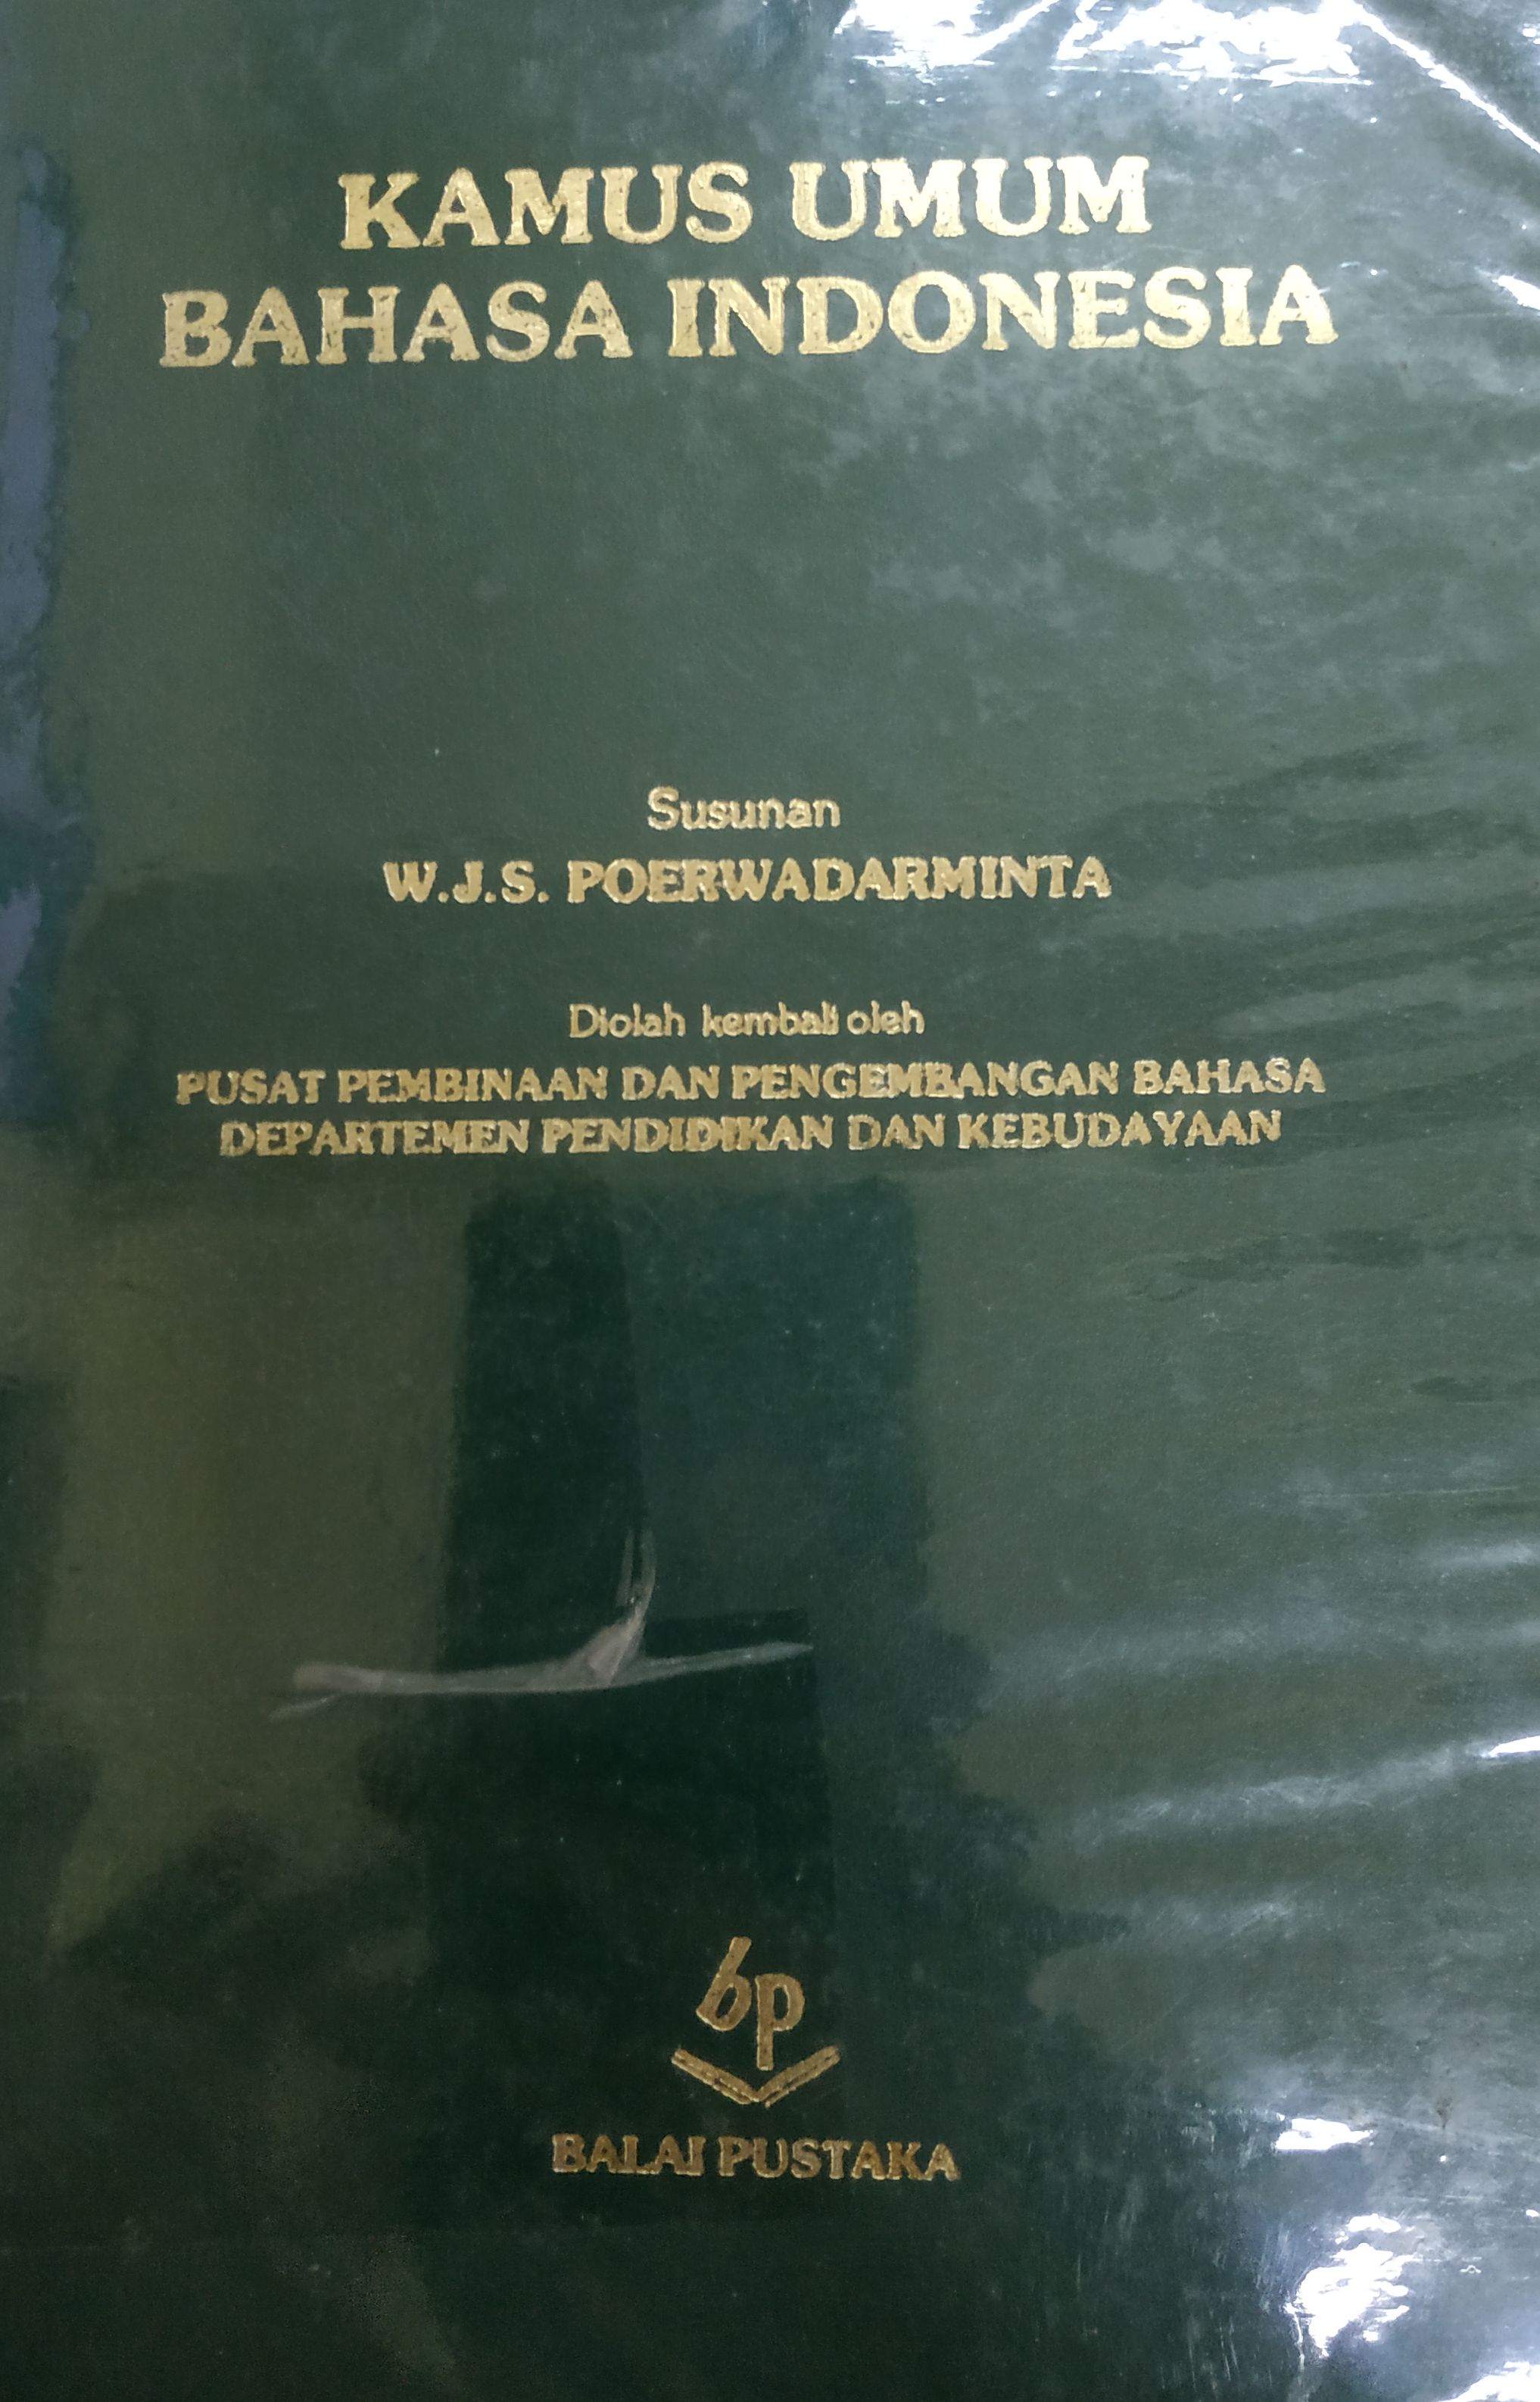 KAMUS UMUM
BAHASA INDONESIA
Susunan
W.J.S. POERWADARMINTA
Diolah kembali oleh
PUSAT PEMBINAAN DAN PENGEMBANGAN BAHASA
DEPARTEMEN PENDIDIKAN DAN KEBUDAYAAN
bp
BALAI PUSTAKA